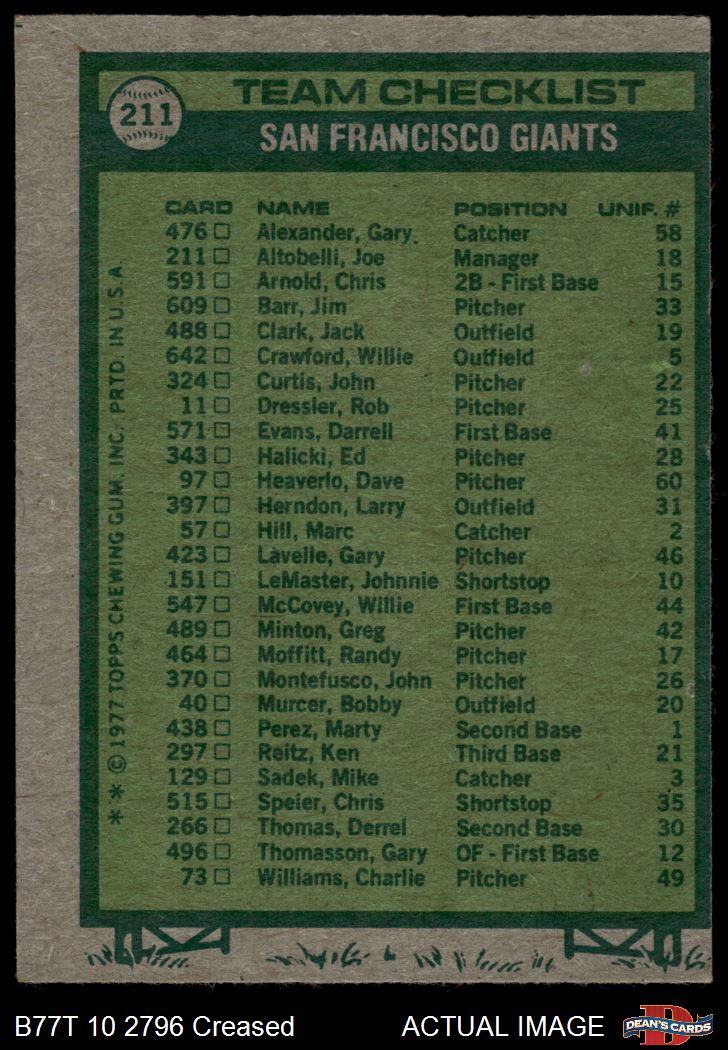 211
TEAM CHECKLIST
SAN FRANCISCO GIANTS
CARD NAME POSITION UNIF. #
476 Alexander, Gary Catcher 58
211 Altobelli, Joe Manager 18
591 Arnold, Chris 2B - First Base 15
609 Barr, Jim Pitcher 33
488 Clark, Jack Outfield 19
642 Crawford, Willie Outfield 5
324 Curtis, John Pitcher 22
11 Dressler, Rob Pitcher 25
571 Evans, Darrell First Base 41
343 Halicki, Ed Pitcher 28
97 Heaverlo, Dave Pitcher 60
397 Herndon, Larry Outfield 31
57 Hill, Marc Catcher 2
423 Lavelle, Gary Pitcher 46
151 LeMaster, Johnnie Shortstop 10
547 McCovey, Willie First Base 44
489 Minton, Greg Pitcher 42
464 Moffitt, Randy Pitcher 17
370 Montefusco, John Pitcher 26
40 Murcer, Bobby Outfield 20
438 Perez, Marty Second Base 1
297 Reitz, Ken Third Base 21
129 Sadek, Mike Catcher 3
515 Speier, Chris Shortstop 35
266 Thomas, Derrel Second Base 30
496 Thomasson, Gary OF - First Base 12
73 Williams, Charlie Pitcher 49
* * © 1977 TOPPS CHEWING GUM, INC. PRTD. IN U.S.A.
B77T 10 2796 Creased ACTUAL IMAGE
DEAN'S CARDS